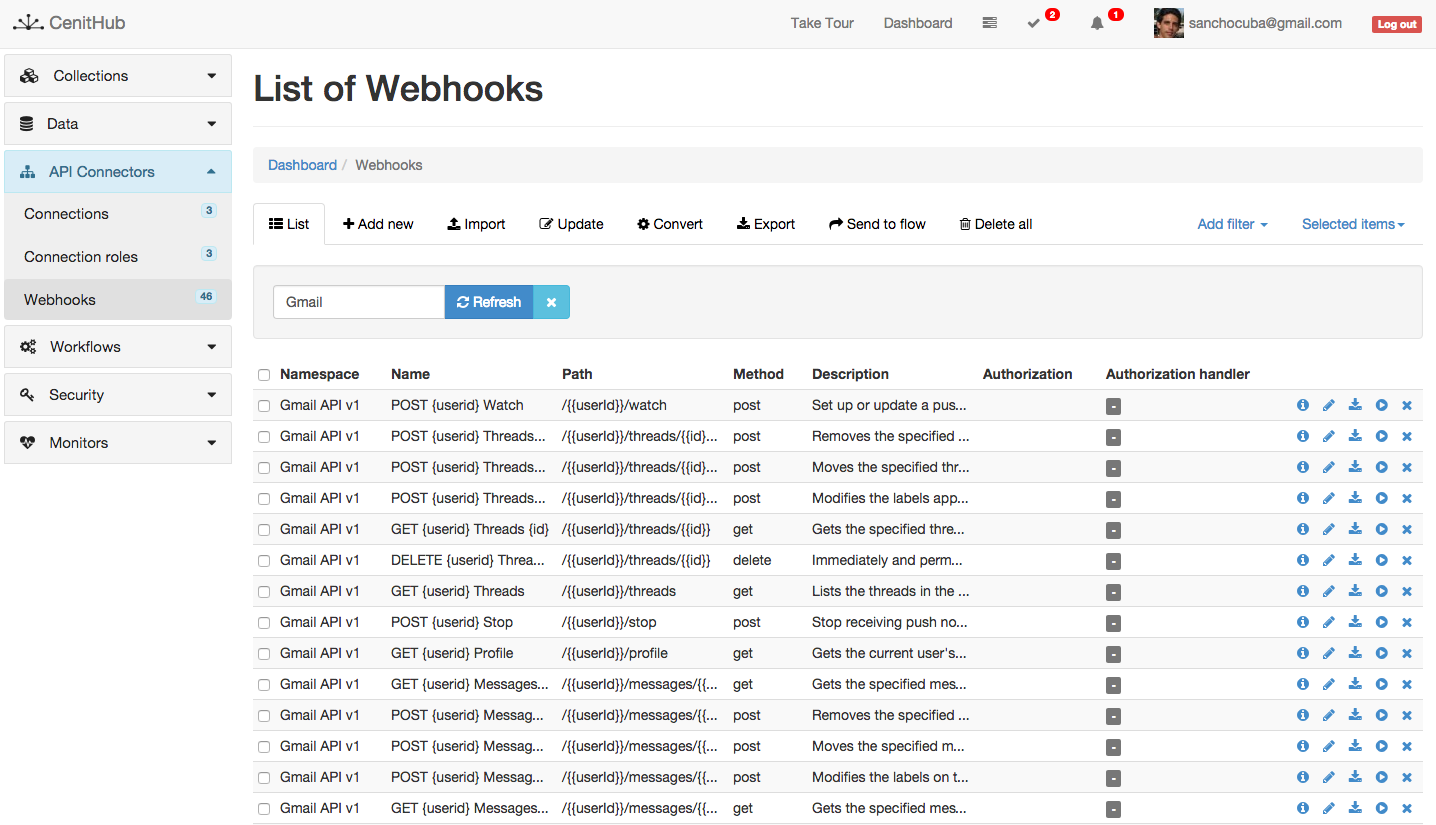 CenitHub
Take Tour Dashboard 2 1 sanchocuba@gmail.com Log out
Collections
Data
API Connectors
Connections 3
Connection roles 3
Webhooks 46
Workflows
Security
Monitors
List of Webhooks
Dashboard / Webhooks
List Add new Import Update Convert Export Send to flow Delete all Add filter Selected items
Gmail Refresh
Namespace Name Path Method Description Authorization Authorization handler
Gmail API v1 POST {userid} Watch /{{userId}}/watch post Set up or update a pus... -
Gmail API v1 POST {userid} Threads... /{{userId}}/threads/{{id}... post Removes the specified ... -
Gmail API v1 POST {userid} Threads... /{{userId}}/threads/{{id}... post Moves the specified thr... -
Gmail API v1 POST {userid} Threads... /{{userId}}/threads/{{id}... post Modifies the labels app... -
Gmail API v1 GET {userid} Threads {id} /{{userId}}/threads/{{id}} get Gets the specified thre... -
Gmail API v1 DELETE {userid} Threa... /{{userId}}/threads/{{id}} delete Immediately and perm... -
Gmail API v1 GET {userid} Threads /{{userId}}/threads get Lists the threads in the ... -
Gmail API v1 POST {userid} Stop /{{userId}}/stop post Stop receiving push no... -
Gmail API v1 GET {userid} Profile /{{userId}}/profile get Gets the current user's... -
Gmail API v1 GET {userid} Messages... /{{userId}}/messages/{{... get Gets the specified mes... -
Gmail API v1 POST {userid} Messag... /{{userId}}/messages/{{... post Removes the specified ... -
Gmail API v1 POST {userid} Messag... /{{userId}}/messages/{{... post Moves the specified m... -
Gmail API v1 POST {userid} Messag... /{{userId}}/messages/{{... post Modifies the labels on t... -
Gmail API v1 GET {userid} Messages... /{{userId}}/messages/{{... get Gets the specified mes... -